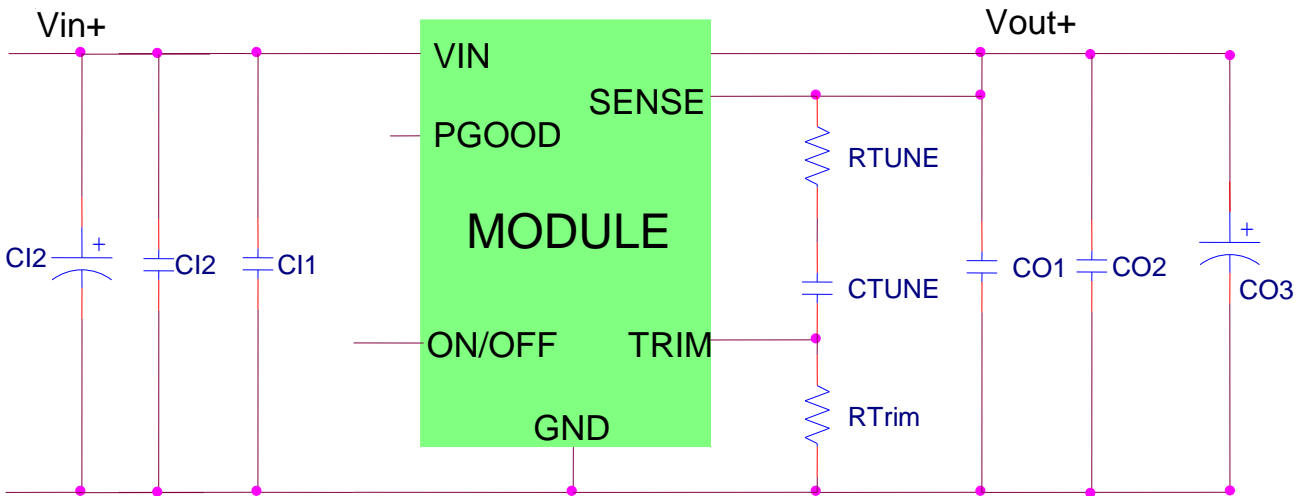 Vin+
Vout+
VIN
SENSE
PGOOD
RTUNE
MODULE
+
CI2
CI2
CI1
CTUNE
CO1
CO2
+
CO3
ON/OFF
TRIM
RTrim
GND